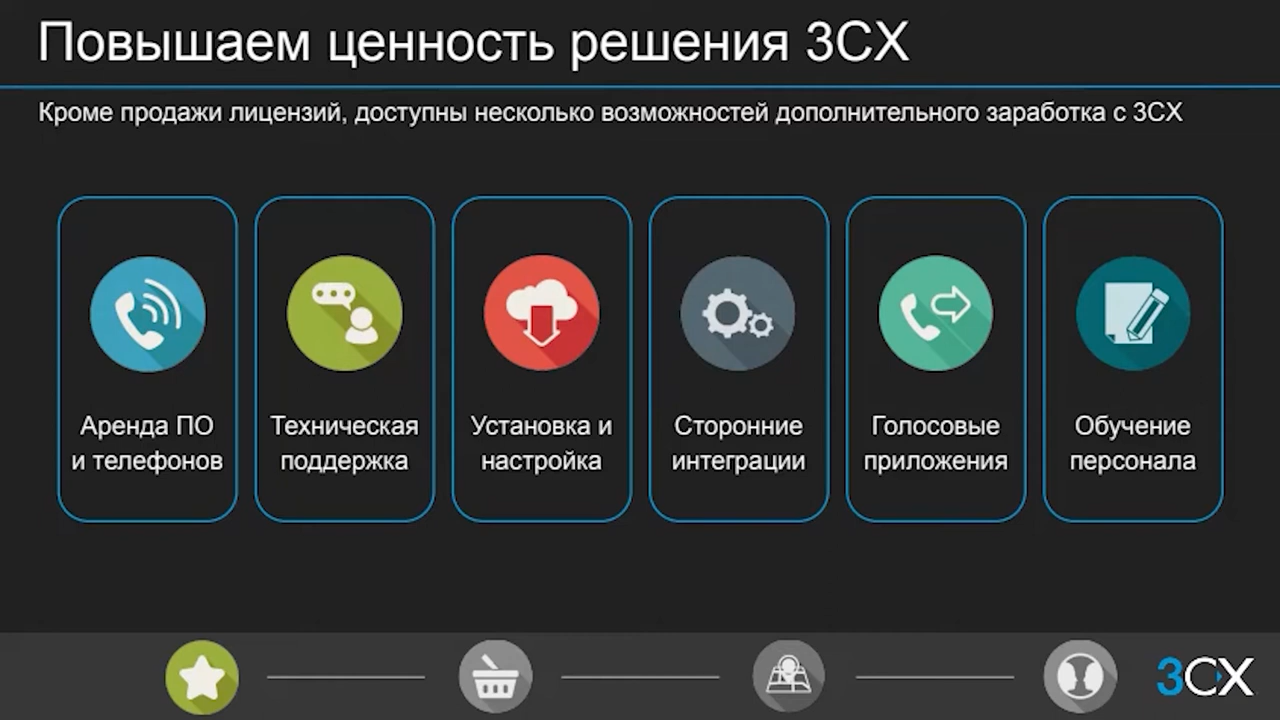 Повышаем ценность решения 3CX
Кроме продажи лицензий, доступны несколько возможностей дополнительного заработка с 3CX
Аренда ПО
и телефонов
Техническая
поддержка
Установка и
настройка
Сторонние
интеграции
Голосовые
приложения
Обучение
персонала
3CX